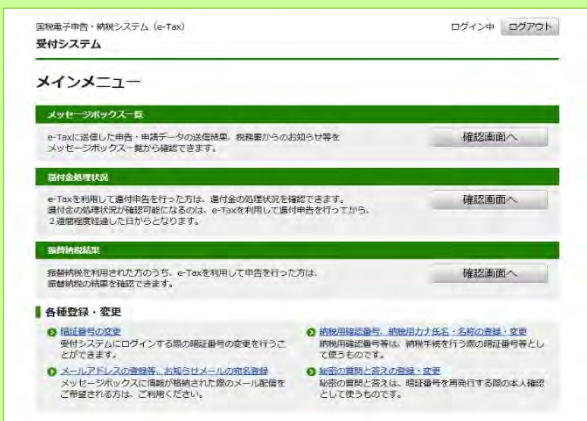 国税電子申告・納税システム (e-Tax)
ログイン中 ログアウト
受付システム
メインメニュー
メッセージボックス一覧
e-Taxに送信した申告・申請データの送信結果、税務署からのお知らせ等を
メッセージボックス一覧から確認できます。
確認画面へ
還付金処理状況
e-Taxを利用して還付申告を行った方は、還付金の処理状況を確認できます。
還付金の処理状況が確認可能になるのは、e-Taxを利用して還付申告を行ってから、
2週間程度経過した日からとなります。
確認画面へ
振替納税結果
振替納税を利用された方のうち、e-Taxを利用して申告を行った方は、
振替納税の結果を確認できます。
確認画面へ
各種登録・変更
暗証番号の変更
受付システムにログインする際の暗証番号の変更を行うこ
とができます。
納税用確認番号、納税用カナ氏名・名称の登録・変更
納税用確認番号等は、納税手続を行う際の暗証番号等とし
て使うものです。
メールアドレスの登録等、お知らせメールの宛名登録
メッセージボックスに情報が格納された際のメール配信を
ご希望される方は、ご利用ください。
秘密の質問と答えの登録・変更
秘密の質問と答えは、暗証番号を再発行する際の本人確認
として使うものです。